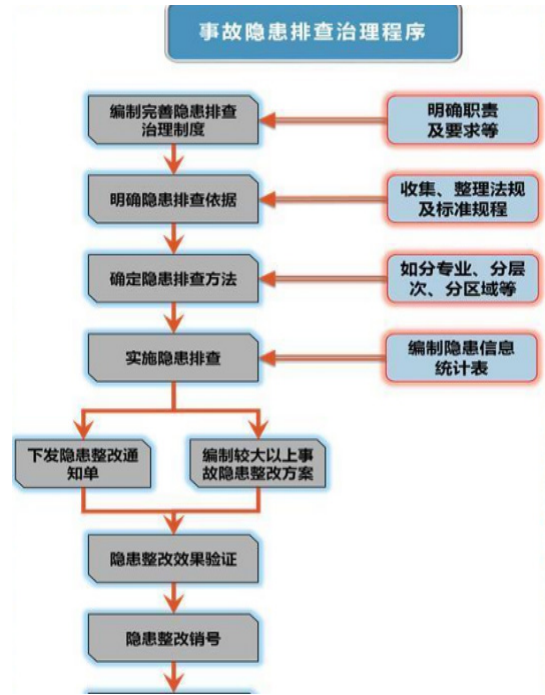 事故隐患排查治理程序
编制完善隐患排查
治理制度
明确职责
及要求等
明确隐患排查依据
收集、整理法规
及标准规程
确定隐患排查方法
如分专业、分层
次、分区域等
实施隐患排查
编制隐患信息
统计表
下发隐患整改通
知单
编制较大以上事
故隐患整改方案
隐患整改效果验证
隐患整改销号